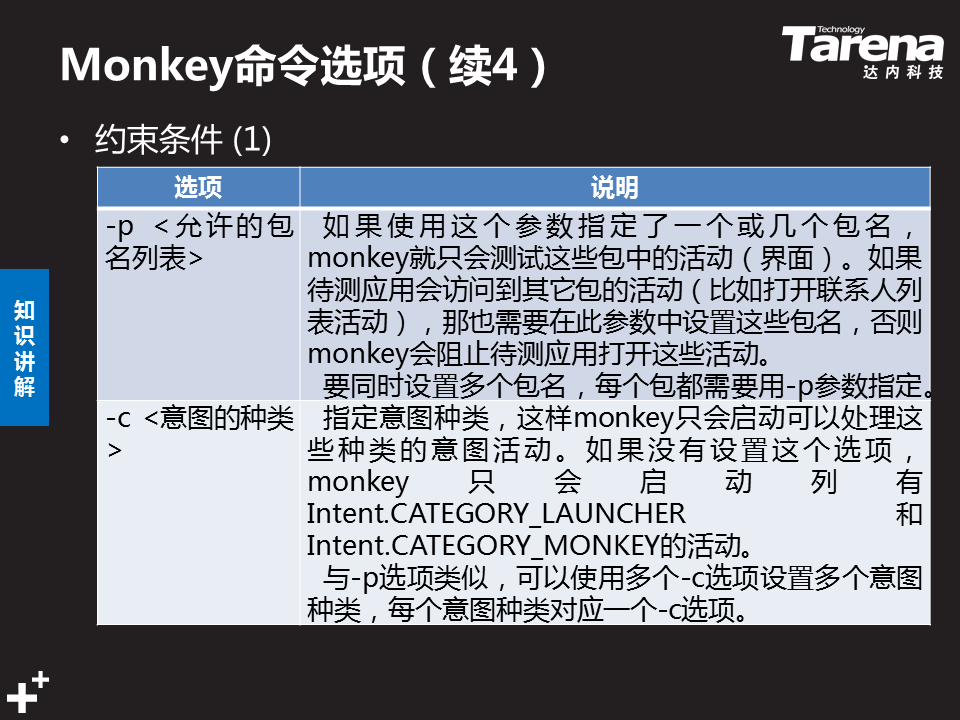 Monkey命令选项（续4）
Technology
Tarena
达内科技
• 约束条件 (1)
选项
说明
-p <允许的包
名列表>
如果使用这个参数指定了一个或几个包名，
monkey就只会测试这些包中的活动（界面）。如果
待测应用会访问到其它包的活动（比如打开联系人列
表活动），那也需要在此参数中设置这些包名，否则
monkey会阻止待测应用打开这些活动。
要同时设置多个包名，每个包都需要用-p参数指定。
-c <意图的种类
>
指定意图种类，这样monkey只会启动可以处理这
些种类的意图活动。如果没有设置这个选项，
monkey只会启动列有
Intent.CATEGORY_LAUNCHER 和
Intent.CATEGORY_MONKEY的活动。
与-p选项类似，可以使用多个-c选项设置多个意图
种类，每个意图种类对应一个-c选项。
知
识
讲
解